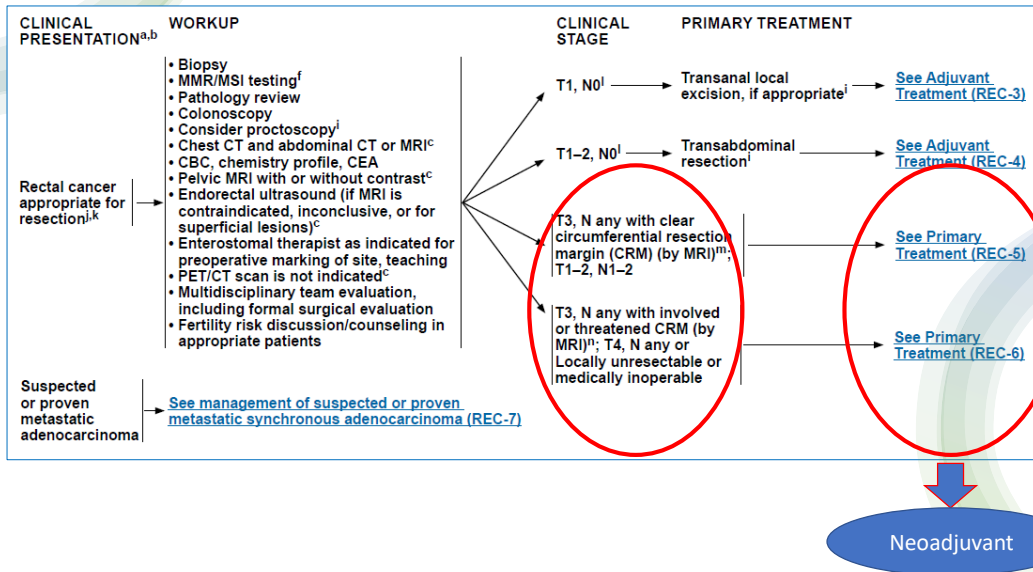 CLINICAL
PRESENTATIONa,b
WORKUP
CLINICAL
STAGE
PRIMARY TREATMENT
Rectal cancer
appropriate for
resectionj,k
• Biopsy
• MMR/MSI testingf
• Pathology review
• Colonoscopy
• Consider proctoscopyi
• Chest CT and abdominal CT or MRIc
• CBC, chemistry profile, CEA
• Pelvic MRI with or without contrastc
• Endorectal ultrasound (if MRI is
contraindicated, inconclusive, or for
superficial lesions)c
• Enterostomal therapist as indicated for
preoperative marking of site, teaching
• PET/CT scan is not indicatedc
• Multidisciplinary team evaluation,
including formal surgical evaluation
• Fertility risk discussion/counseling in
appropriate patients
T1, N0l
Transanal local
excision, if appropriatei
See Adjuvant
Treatment (REC-3)
T1–2, N0l
Transabdominal
resectioni
See Adjuvant
Treatment (REC-4)
T3, N any with clear
circumferential resection
margin (CRM) (by MRI)m;
T1–2, N1–2
See Primary
Treatment (REC-5)
T3, N any with involved
or threatened CRM (by
MRI)n; T4, N any or
Locally unresectable or
medically inoperable
See Primary
Treatment (REC-6)
Suspected
or proven
metastatic
adenocarcinoma
See management of suspected or proven
metastatic synchronous adenocarcinoma (REC-7)
Neoadjuvant